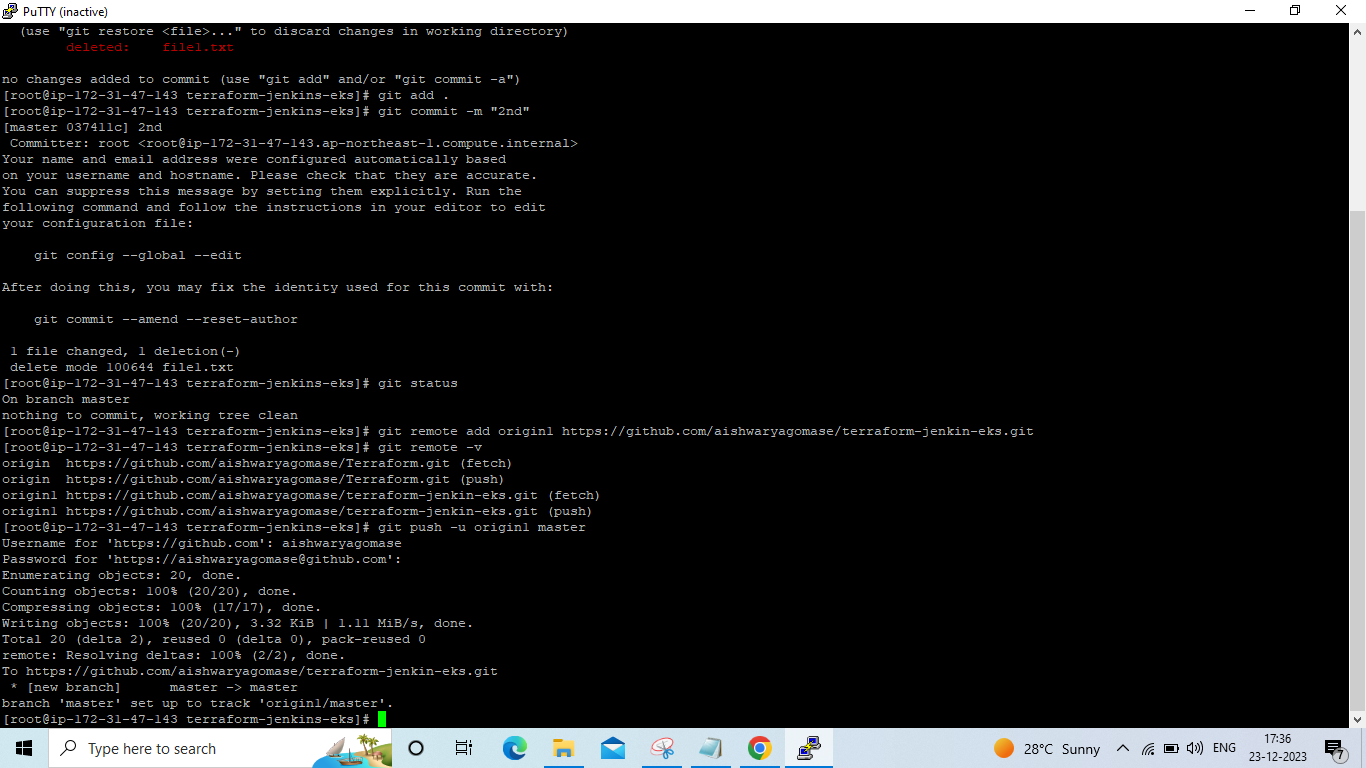 PuTTY (inactive)
(use "git restore <file>..." to discard changes in working directory)
deleted: file1.txt
no changes added to commit (use "git add" and/or "git commit -a")
[root@ip-172-31-47-143 terraform-jenkins-eks]# git add .
[root@ip-172-31-47-143 terraform-jenkins-eks]# git commit -m "2nd"
[master 037411c] 2nd
Committer: root <root@ip-172-31-47-143.ap-northeast-1.compute.internal>
Your name and email address were configured automatically based
on your username and hostname. Please check that they are accurate.
You can suppress this message by setting them explicitly. Run the
following command and follow the instructions in your editor to edit
your configuration file:
git config --global --edit
After doing this, you may fix the identity used for this commit with:
git commit --amend --reset-author
1 file changed, 1 deletion(-)
delete mode 100644 file1.txt
[root@ip-172-31-47-143 terraform-jenkins-eks]# git status
On branch master
nothing to commit, working tree clean
[root@ip-172-31-47-143 terraform-jenkins-eks]# git remote add origin1 https://github.com/aishwaryagomase/terraform-jenkin-eks.git
[root@ip-172-31-47-143 terraform-jenkins-eks]# git remote -v
origin https://github.com/aishwaryagomase/Terraform.git (fetch)
origin https://github.com/aishwaryagomase/Terraform.git (push)
origin1 https://github.com/aishwaryagomase/terraform-jenkin-eks.git (fetch)
origin1 https://github.com/aishwaryagomase/terraform-jenkin-eks.git (push)
[root@ip-172-31-47-143 terraform-jenkins-eks]# git push -u origin1 master
Username for 'https://github.com': aishwaryagomase
Password for 'https://aishwaryagomase@github.com':
Enumerating objects: 20, done.
Counting objects: 100% (20/20), done.
Compressing objects: 100% (17/17), done.
Writing objects: 100% (20/20), 3.32 KiB | 1.11 MiB/s, done.
Total 20 (delta 2), reused 0 (delta 0), pack-reused 0
remote: Resolving deltas: 100% (2/2), done.
To https://github.com/aishwaryagomase/terraform-jenkin-eks.git
* [new branch] master -> master
branch 'master' set up to track 'origin1/master'.
[root@ip-172-31-47-143 terraform-jenkins-eks]#
Type here to search
28°C Sunny
ENG
17:36
23-12-2023
7